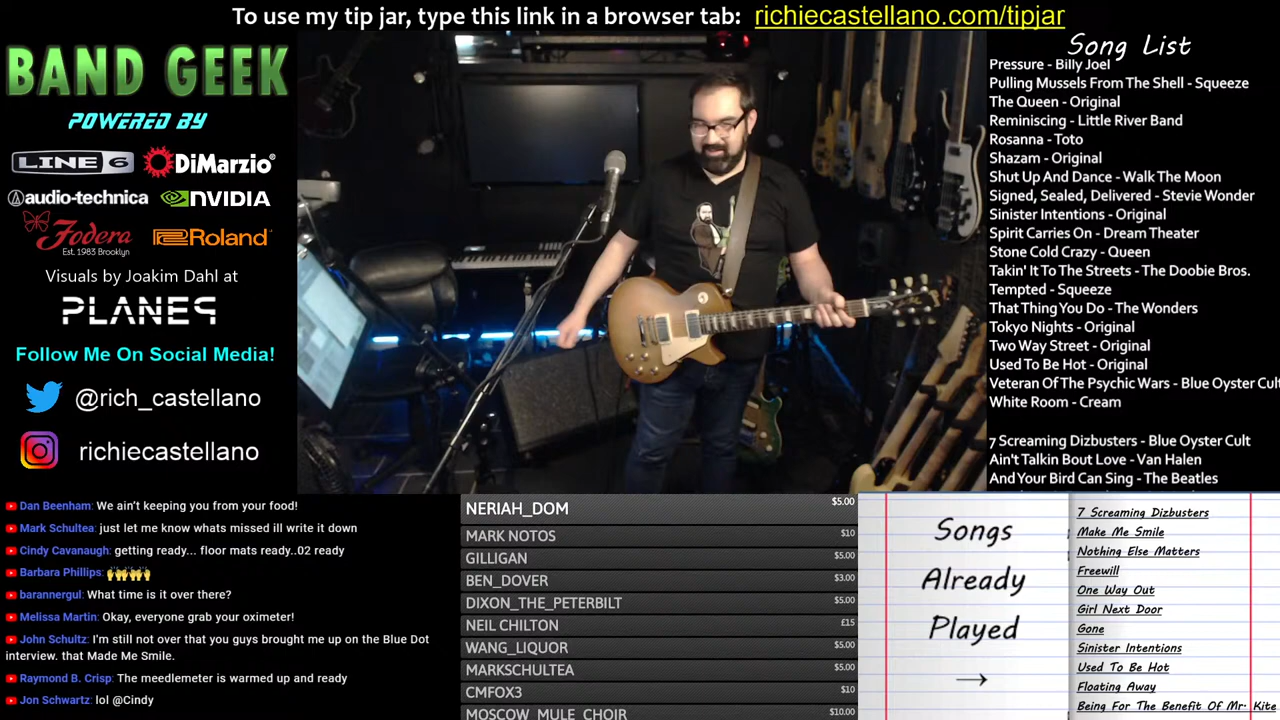 To use my tip jar, type this link in a browser tab: richiecastellano.com/tipjar
BAND GEEK
POWERED BY
LINE 6
DiMarzio
audio-technica
NVIDIA
Fodera
Est. 1983 Brooklyn
Roland
Visuals by Joakim Dahl at
PLANE9
Follow Me On Social Media!
@rich_castellano
richiecastellano
Song List
Pressure - Billy Joel
Pulling Mussels From The Shell - Squeeze
The Queen - Original
Reminiscing - Little River Band
Rosanna - Toto
Shazam - Original
Shut Up And Dance - Walk The Moon
Signed, Sealed, Delivered - Stevie Wonder
Sinister Intentions - Original
Spirit Carries On - Dream Theater
Stone Cold Crazy - Queen
Takin' It To The Streets - The Doobie Bros.
Tempted - Squeeze
That Thing You Do - The Wonders
Tokyo Nights - Original
Two Way Street - Original
Used To Be Hot - Original
Veteran Of The Psychic Wars - Blue Oyster Cult
White Room - Cream
7 Screaming Dizbusters - Blue Oyster Cult
Ain't Talkin Bout Love - Van Halen
And Your Bird Can Sing - The Beatles
Dan Beenham: We ain't keeping you from your food!
Mark Schultea: just let me know whats missed ill write it down
Cindy Cavanaugh: getting ready... floor mats ready..02 ready
Barbara Phillips:
barannergul: What time is it over there?
Melissa Martin: Okay, everyone grab your oximeter!
John Schultz: I'm still not over that you guys brought me up on the Blue Dot
interview. that Made Me Smile.
Raymond B. Crisp: The meedlemeter is warmed up and ready
Jon Schwartz: lol @Cindy
NERIAH_DOM $5.00
MARK NOTOS $10
GILLIGAN $5.00
BEN_DOVER $3.00
DIXON_THE_PETERBILT $5.00
NEIL CHILTON £15
WANG_LIQUOR $5.00
MARKSCHULTEA $5.00
CMFOX3 $10
MOSCOW_MULE_CHOIR $10.00
Songs
Already
Played
→
7 Screaming Dizbusters
Make Me Smile
Nothing Else Matters
Freewill
One Way Out
Girl Next Door
Gone
Sinister Intentions
Used To Be Hot
Floating Away
Being For The Benefit Of Mr. Kite